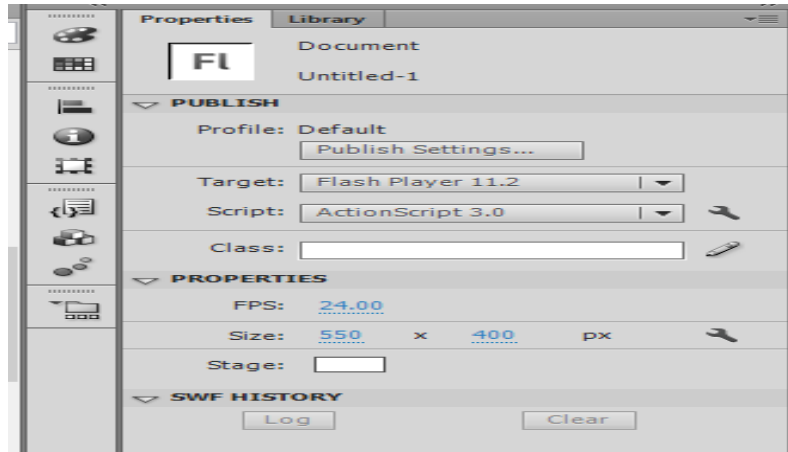 Properties Library
Fl Document
Untitled-1
PUBLISH
Profile: Default
Publish Settings...
Target: Flash Player 11.2
Script: ActionScript 3.0
Class:
PROPERTIES
FPS: 24.00
Size: 550 x 400 px
Stage:
SWF HISTORY
Log Clear